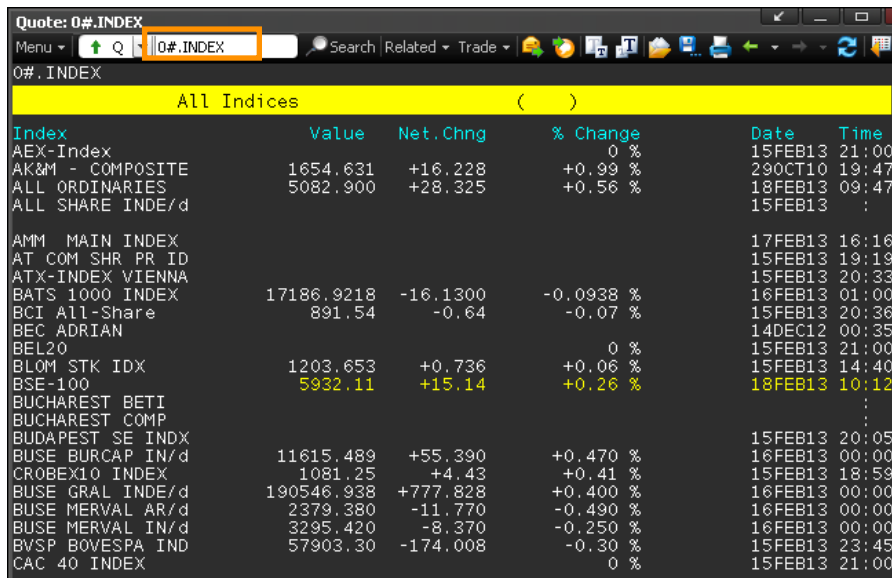 Quote: 0#.INDEX
Menu Q 0#.INDEX Search Related Trade
0#.INDEX
All Indices ( )
Index Value Net.Chng % Change Date Time
AEX-Index 0 % 15FEB13 21:00
AK&M - COMPOSITE 1654.631 +16.228 +0.99 % 29OCT10 19:47
ALL ORDINARIES 5082.900 +28.325 +0.56 % 18FEB13 09:47
ALL SHARE INDE/d 15FEB13 :
AMM MAIN INDEX 17FEB13 16:16
AT COM SHR PR ID 15FEB13 19:19
ATX-INDEX VIENNA 15FEB13 20:33
BATS 1000 INDEX 17186.9218 -16.1300 -0.0938 % 16FEB13 01:00
BCI All-Share 891.54 -0.64 -0.07 % 15FEB13 20:36
BEC ADRIAN 14DEC12 00:35
BEL20 0 % 15FEB13 21:00
BLOM STK IDX 1203.653 +0.736 +0.06 % 15FEB13 14:40
BSE-100 5932.11 +15.14 +0.26 % 18FEB13 10:12
BUCHAREST BETI :
BUCHAREST COMP :
BUDAPEST SE INDX 15FEB13 20:05
BUSE BURCAP IN/d 11615.489 +55.390 +0.470 % 16FEB13 00:00
CROBEX10 INDEX 1081.25 +4.43 +0.41 % 15FEB13 18:59
BUSE GRAL INDE/d 190546.938 +777.828 +0.400 % 16FEB13 00:00
BUSE MERVAL AR/d 2379.380 -11.770 -0.490 % 16FEB13 00:00
BUSE MERVAL IN/d 3295.420 -8.370 -0.250 % 16FEB13 00:00
BVSP BOVESPA IND 57903.30 -174.008 -0.30 % 15FEB13 23:45
CAC 40 INDEX 0 % 15FEB13 21:00